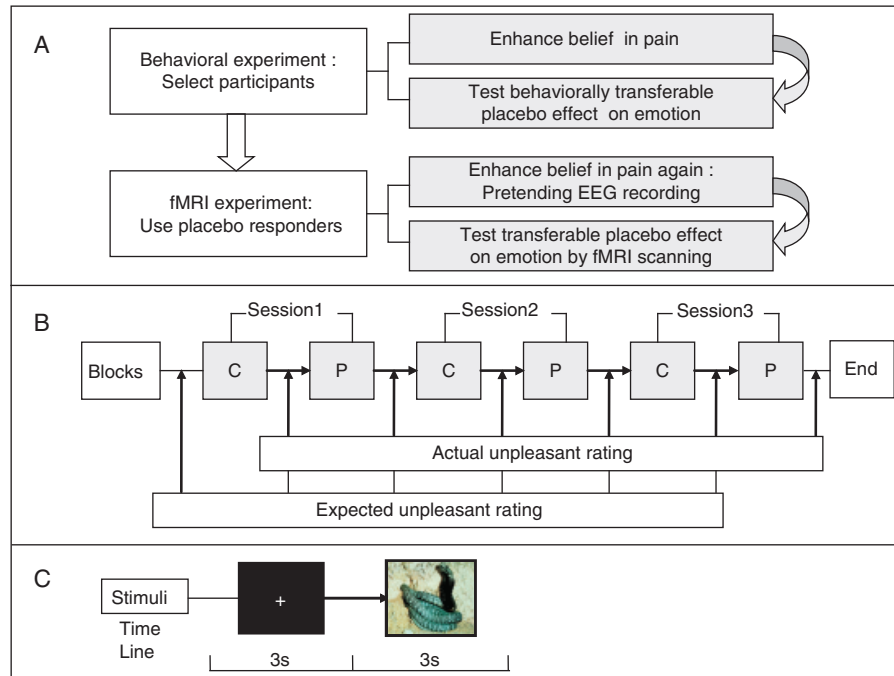 A
Behavioral experiment :
Select participants
Enhance belief in pain
Test behaviorally transferable
placebo effect on emotion
fMRI experiment:
Use placebo responders
Enhance belief in pain again :
Pretending EEG recording
Test transferable placebo effect
on emotion by fMRI scanning
B
Session1
Session2
Session3
Blocks
C
P
C
P
C
P
End
Actual unpleasant rating
Expected unpleasant rating
C
Stimuli
+
Time
Line
3s
3s